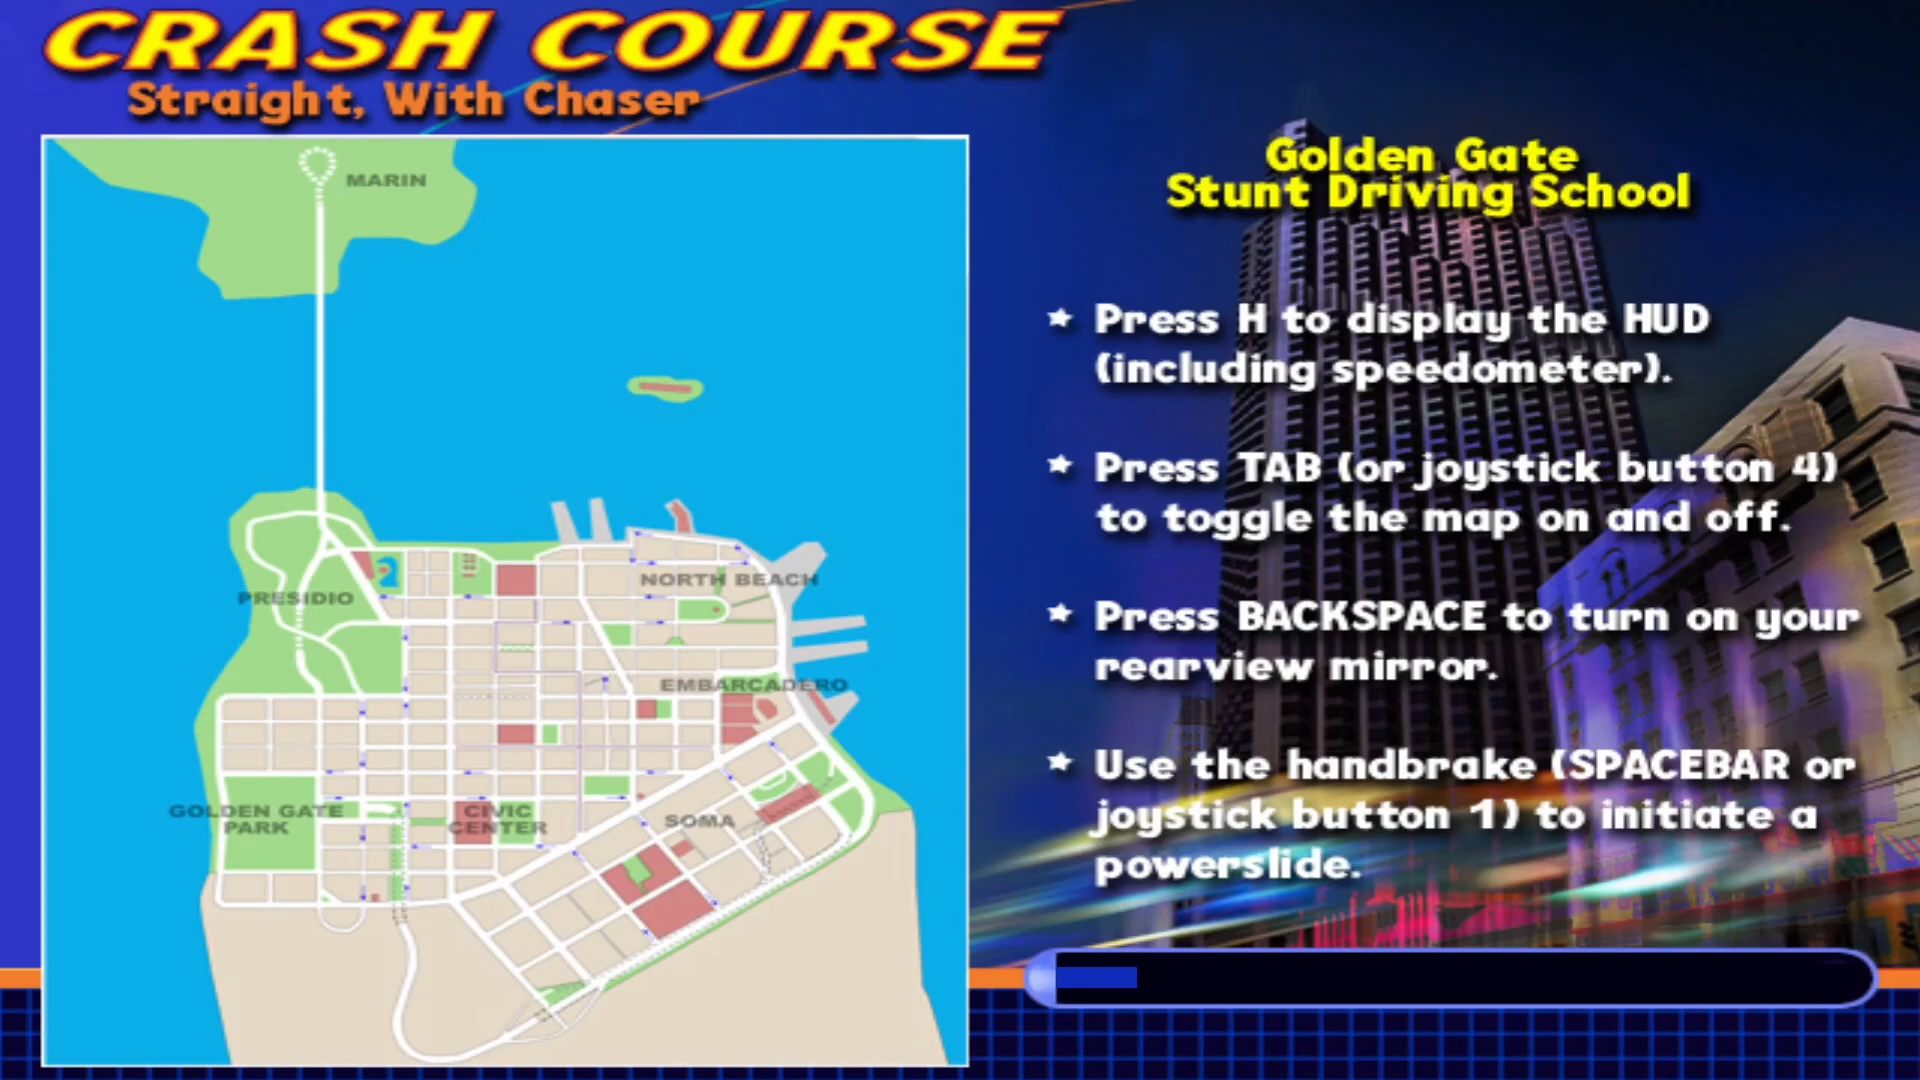 CRASH COURSE
Straight, With Chaser
MARIN
PRESIDIO
NORTH BEACH
EMBARCADERO
GOLDEN GATE
PARK
CIVIC
CENTER
SOMA
Golden Gate
Stunt Driving School
★ Press H to display the HUD
(including speedometer).
★ Press TAB (or joystick button 4)
to toggle the map on and off.
★ Press BACKSPACE to turn on your
rearview mirror.
★ Use the handbrake (SPACEBAR or
joystick button 1) to initiate a
powerslide.